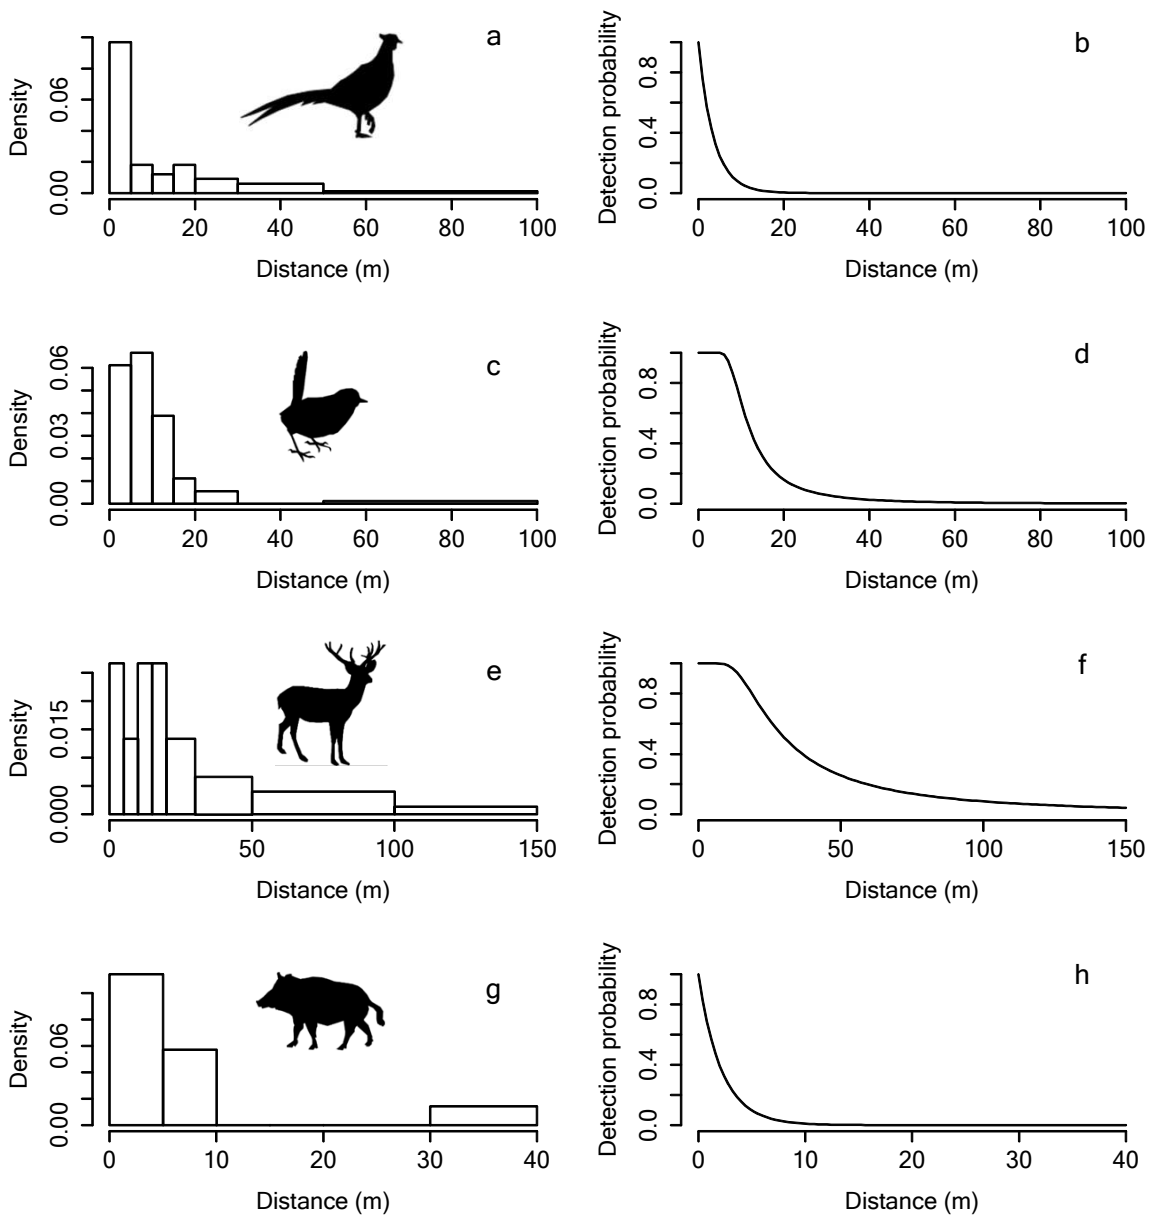 a
Density
0.00 0.06
0 20 40 60 80 100
Distance (m)
b
Detection probability
0.0 0.4 0.8
0 20 40 60 80 100
Distance (m)
c
Density
0.00 0.03 0.06
0 20 40 60 80 100
Distance (m)
d
Detection probability
0.0 0.4 0.8
0 20 40 60 80 100
Distance (m)
e
Density
0.000 0.015
0 50 100 150
Distance (m)
f
Detection probability
0.0 0.4 0.8
0 50 100 150
Distance (m)
g
Density
0.00 0.06
0 10 20 30 40
Distance (m)
h
Detection probability
0.0 0.4 0.8
0 10 20 30 40
Distance (m)